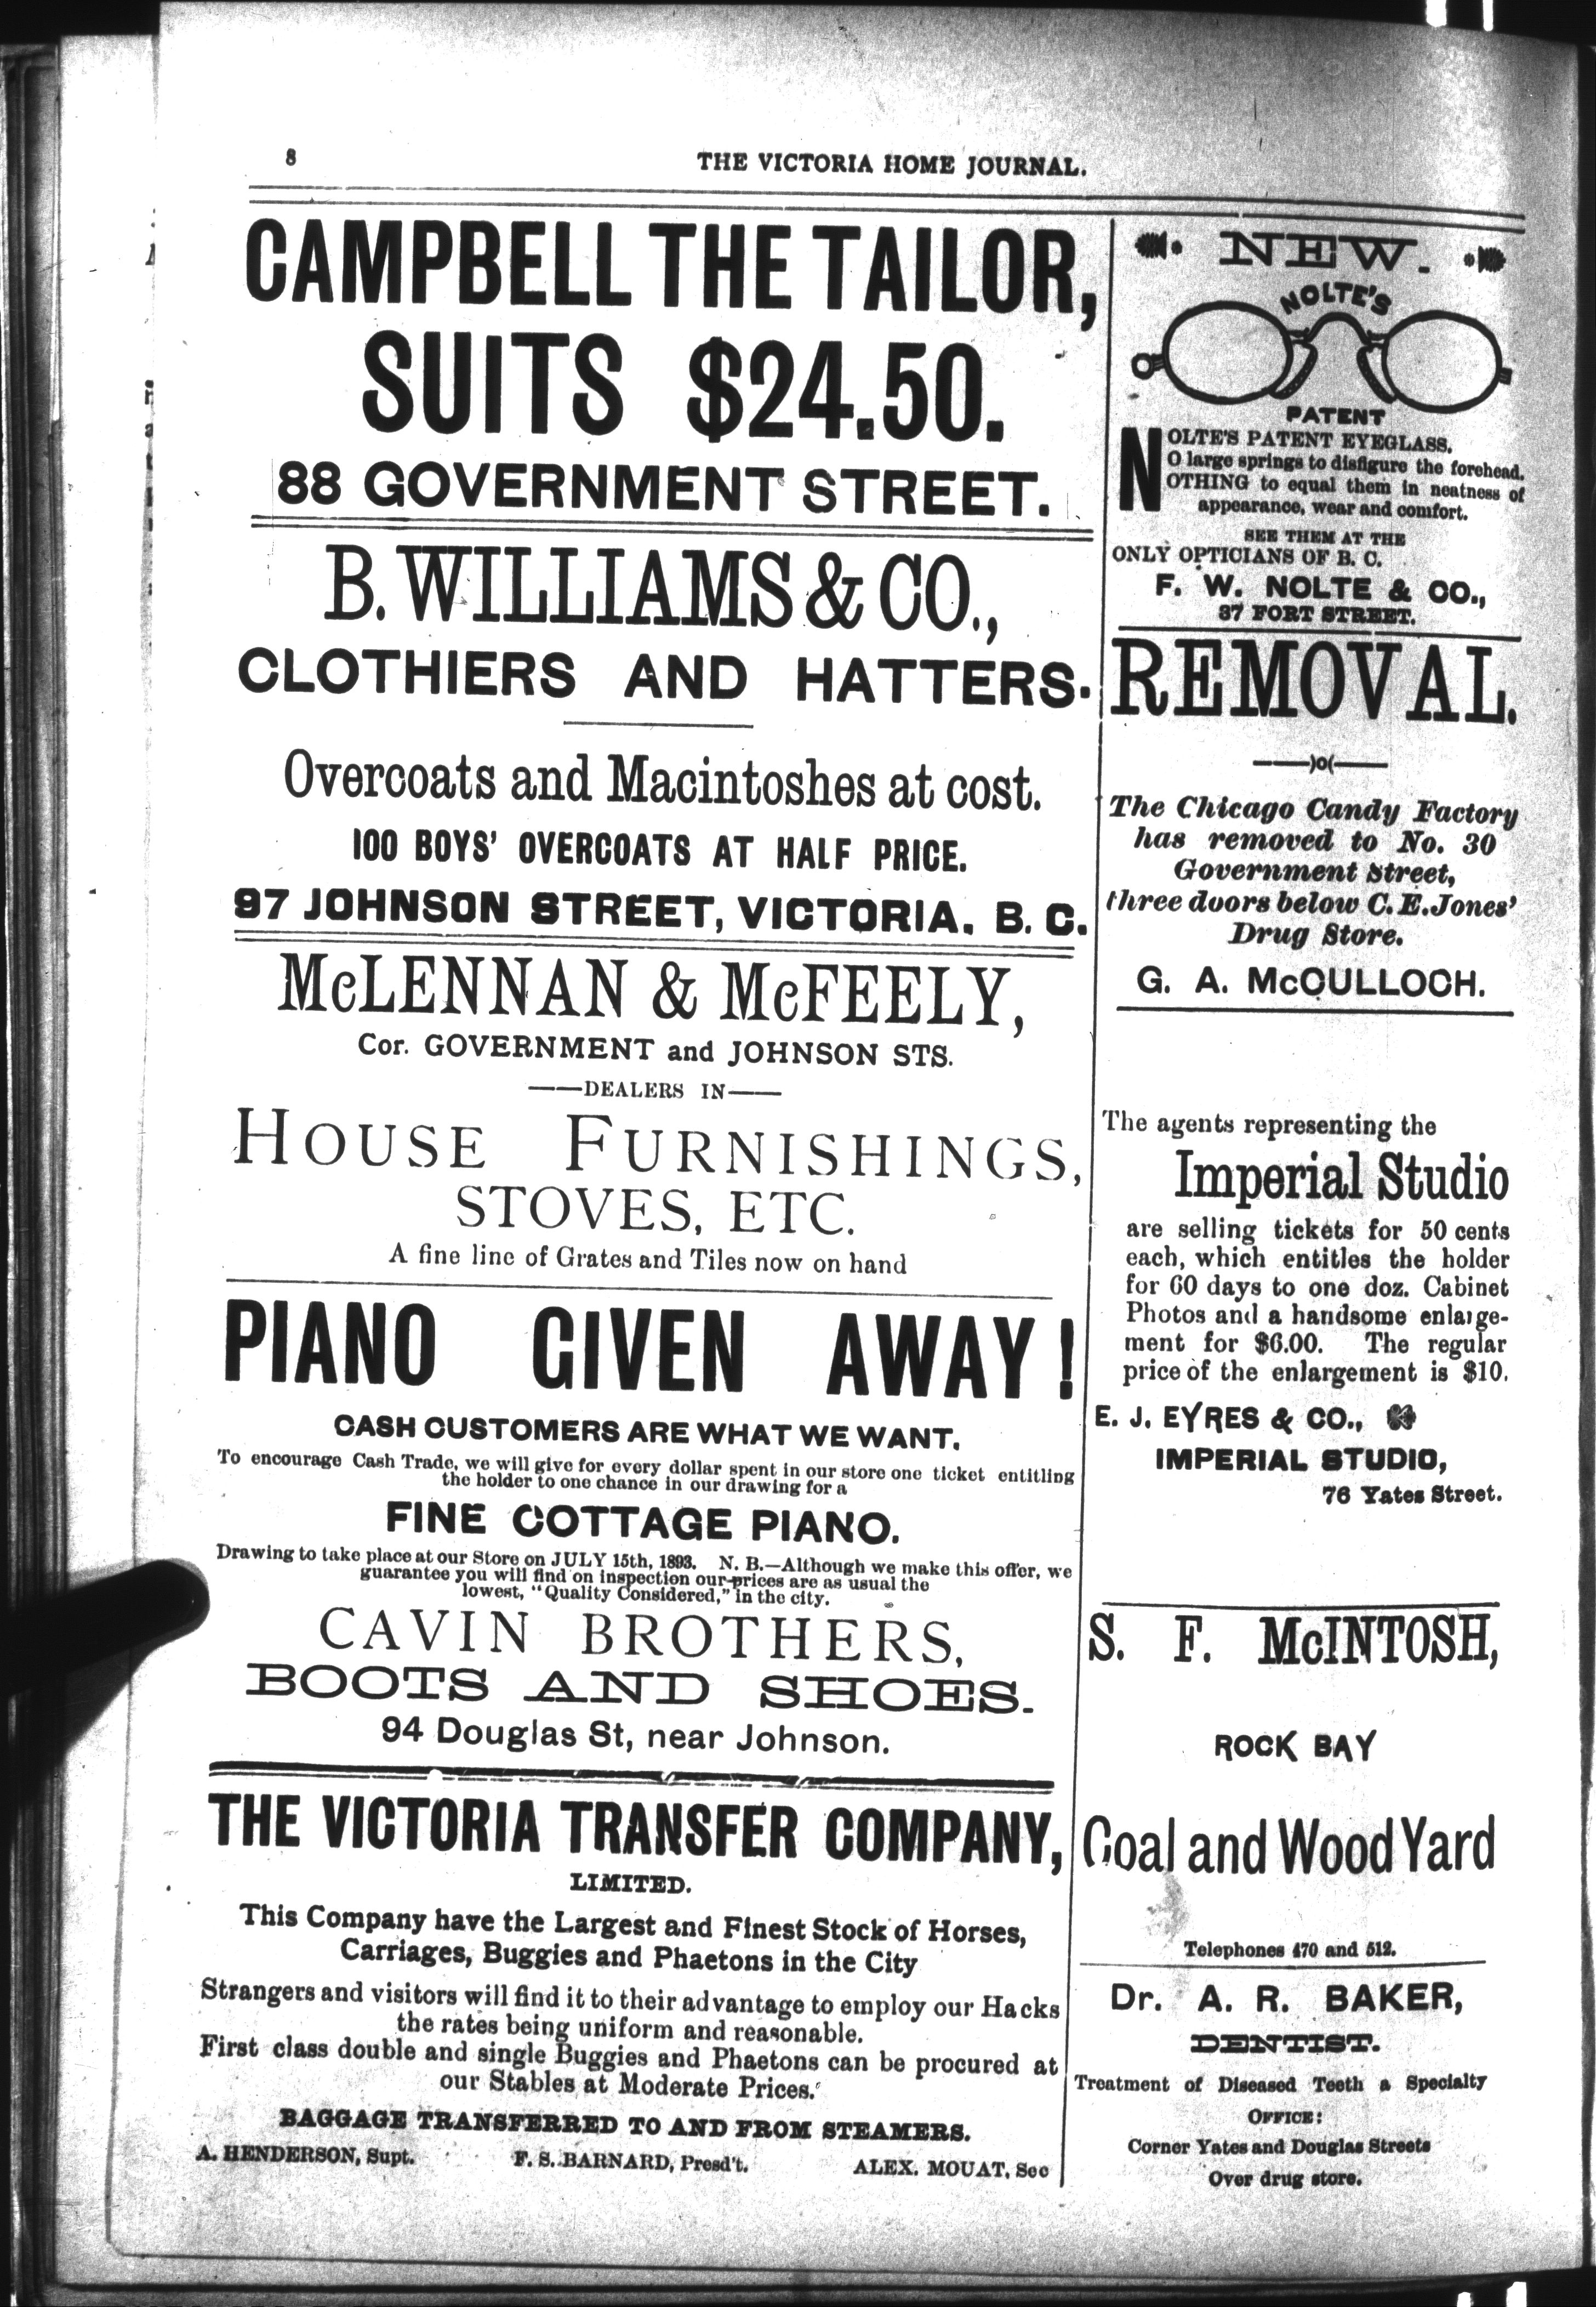 8
THE VICTORIA HOME JOURNAL.
CAMPBELL THE TAILOR,
SUITS $24.50.
88 GOVERNMENT STREET.
B. WILLIAMS & CO.,
CLOTHIERS AND HATTERS.
Overcoats and Macintoshes at cost.
100 BOYS' OVERCOATS AT HALF PRICE.
97 JOHNSON STREET, VICTORIA, B. C.
McLENNAN & McFEELY,
Cor. GOVERNMENT and JOHNSON STS.
——DEALERS IN——
HOUSE FURNISHINGS,
STOVES, ETC.
A fine line of Grates and Tiles now on hand
PIANO GIVEN AWAY!
CASH CUSTOMERS ARE WHAT WE WANT.
To encourage Cash Trade, we will give for every dollar spent in our store one ticket entitling
the holder to one chance in our drawing for a
FINE COTTAGE PIANO.
Drawing to take place at our Store on JULY 15th, 1893. N. B.—Although we make this offer, we
guarantee you will find on inspection our prices are as usual the
lowest, "Quality Considered," in the city.
CAVIN BROTHERS,
BOOTS AND SHOES.
94 Douglas St, near Johnson.
THE VICTORIA TRANSFER COMPANY,
LIMITED.
This Company have the Largest and Finest Stock of Horses,
Carriages, Buggies and Phaetons in the City
Strangers and visitors will find it to their advantage to employ our Hacks
the rates being uniform and reasonable.
First class double and single Buggies and Phaetons can be procured at
our Stables at Moderate Prices.
BAGGAGE TRANSFERRED TO AND FROM STEAMERS.
A. HENDERSON, Supt. F. S. BARNARD, Presd't. ALEX. MOUAT, Sec
NEW.
NOLTE'S
PATENT
NOLTE'S PATENT EYEGLASS.
NO large springs to disfigure the forehead.
NOTHING to equal them in neatness of
appearance, wear and comfort.
SEE THEM AT THE
ONLY OPTICIANS OF B. C.
F. W. NOLTE & CO.,
37 FORT STREET.
REMOVAL.
——)o(——
The Chicago Candy Factory
has removed to No. 30
Government Street,
three doors below C. E. Jones'
Drug Store.
G. A. McCULLOCH.
The agents representing the
Imperial Studio
are selling tickets for 50 cents
each, which entitles the holder
for 60 days to one doz. Cabinet
Photos and a handsome enlarge-
ment for $6.00. The regular
price of the enlargement is $10.
E. J. EYRES & CO.,
IMPERIAL STUDIO,
76 Yates Street.
S. F. McINTOSH,
ROCK BAY
Coal and Wood Yard
Telephones 470 and 512.
Dr. A. R. BAKER,
DENTIST.
Treatment of Diseased Teeth a Specialty
OFFICE:
Corner Yates and Douglas Streets
Over drug store.